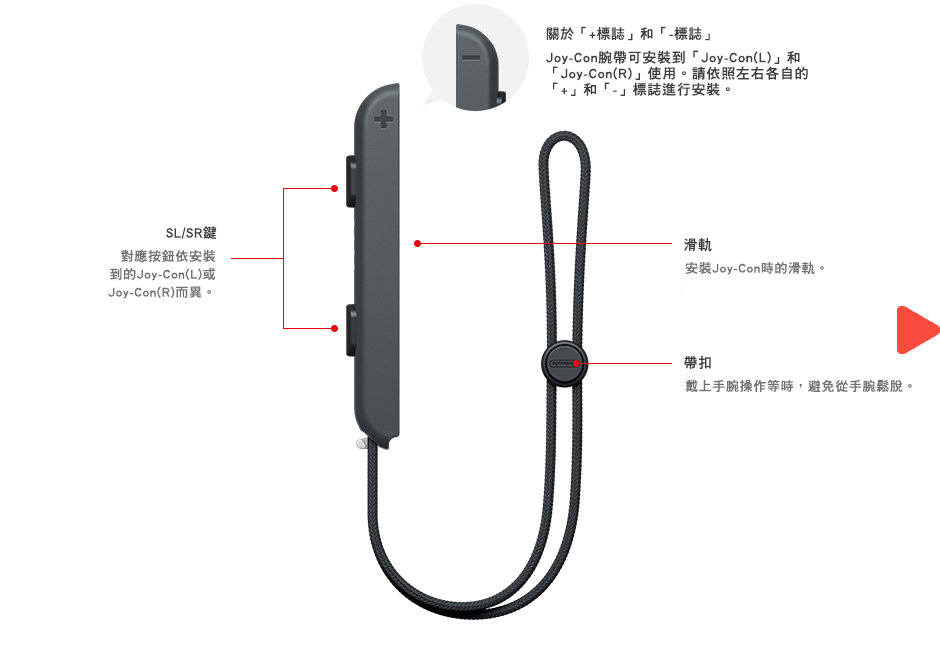 關於「+標誌」和「-標誌」
Joy-Con腕帶可安裝到「Joy-Con(L)」和
「Joy-Con(R)」使用。請依照左右各自的
「+」和「-」標誌進行安裝。
SL/SR鍵
對應按鈕依安裝
到的Joy-Con(L)或
Joy-Con(R)而異。
滑軌
安裝Joy-Con時的滑軌。
帶扣
戴上手腕操作等時，避免從手腕鬆脫。